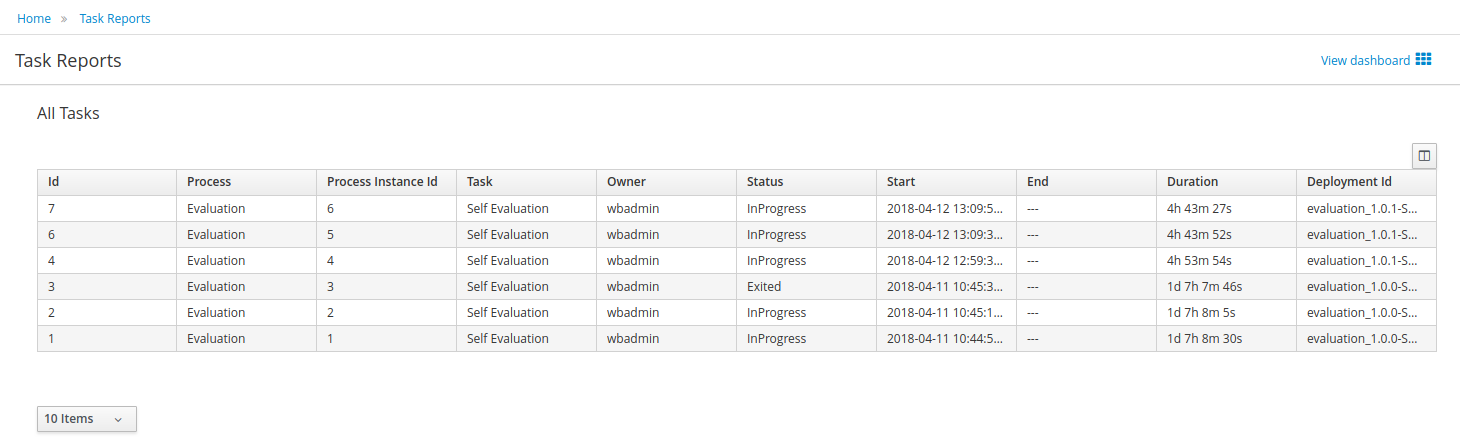 Home » Task Reports
Task Reports
View dashboard
All Tasks
Id Process Process Instance Id Task Owner Status Start End Duration Deployment Id
7 Evaluation 6 Self Evaluation wbadmin InProgress 2018-04-12 13:09:5... --- 4h 43m 27s evaluation_1.0.1-S...
6 Evaluation 5 Self Evaluation wbadmin InProgress 2018-04-12 13:09:3... --- 4h 43m 52s evaluation_1.0.1-S...
4 Evaluation 4 Self Evaluation wbadmin InProgress 2018-04-12 12:59:3... --- 4h 53m 54s evaluation_1.0.1-S...
3 Evaluation 3 Self Evaluation wbadmin Exited 2018-04-11 10:45:3... --- 1d 7h 7m 46s evaluation_1.0.0-S...
2 Evaluation 2 Self Evaluation wbadmin InProgress 2018-04-11 10:45:1... --- 1d 7h 8m 5s evaluation_1.0.0-S...
1 Evaluation 1 Self Evaluation wbadmin InProgress 2018-04-11 10:44:5... --- 1d 7h 8m 30s evaluation_1.0.0-S...
10 Items